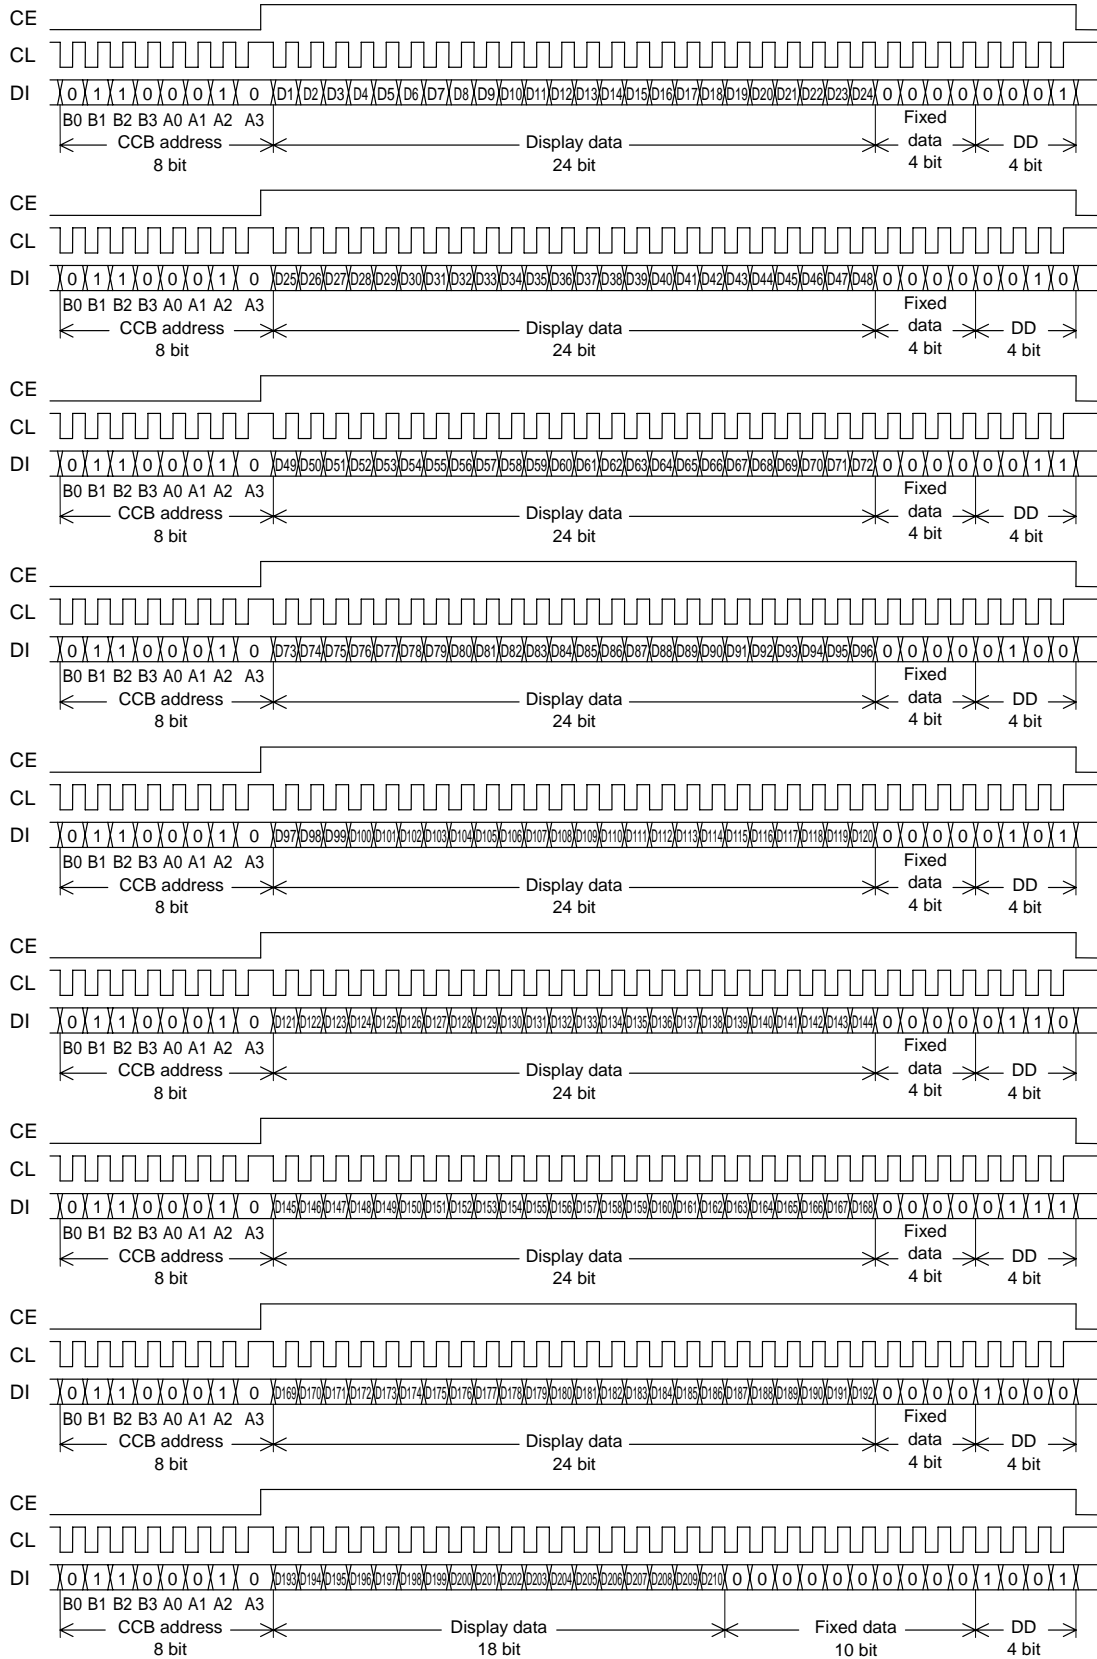 CE
CL
DI 0 1 1 0 0 0 1 0 D1 D2 D3 D4 D5 D6 D7 D8 D9 D10 D11 D12 D13 D14 D15 D16 D17 D18 D19 D20 D21 D22 D23 D24 0 0 0 0 0 0 0 1
B0 B1 B2 B3 A0 A1 A2 A3 Fixed
CCB address Display data data DD
8 bit 24 bit 4 bit 4 bit
CE
CL
DI 0 1 1 0 0 0 1 0 D25 D26 D27 D28 D29 D30 D31 D32 D33 D34 D35 D36 D37 D38 D39 D40 D41 D42 D43 D44 D45 D46 D47 D48 0 0 0 0 0 0 1 0
B0 B1 B2 B3 A0 A1 A2 A3 Fixed
CCB address Display data data DD
8 bit 24 bit 4 bit 4 bit
CE
CL
DI 0 1 1 0 0 0 1 0 D49 D50 D51 D52 D53 D54 D55 D56 D57 D58 D59 D60 D61 D62 D63 D64 D65 D66 D67 D68 D69 D70 D71 D72 0 0 0 0 0 0 1 1
B0 B1 B2 B3 A0 A1 A2 A3 Fixed
CCB address Display data data DD
8 bit 24 bit 4 bit 4 bit
CE
CL
DI 0 1 1 0 0 0 1 0 D73 D74 D75 D76 D77 D78 D79 D80 D81 D82 D83 D84 D85 D86 D87 D88 D89 D90 D91 D92 D93 D94 D95 D96 0 0 0 0 0 1 0 0
B0 B1 B2 B3 A0 A1 A2 A3 Fixed
CCB address Display data data DD
8 bit 24 bit 4 bit 4 bit
CE
CL
DI 0 1 1 0 0 0 1 0 D97 D98 D99 D100 D101 D102 D103 D104 D105 D106 D107 D108 D109 D110 D111 D112 D113 D114 D115 D116 D117 D118 D119 D120 0 0 0 0 0 1 0 1
B0 B1 B2 B3 A0 A1 A2 A3 Fixed
CCB address Display data data DD
8 bit 24 bit 4 bit 4 bit
CE
CL
DI 0 1 1 0 0 0 1 0 D121 D122 D123 D124 D125 D126 D127 D128 D129 D130 D131 D132 D133 D134 D135 D136 D137 D138 D139 D140 D141 D142 D143 D144 0 0 0 0 0 1 1 0
B0 B1 B2 B3 A0 A1 A2 A3 Fixed
CCB address Display data data DD
8 bit 24 bit 4 bit 4 bit
CE
CL
DI 0 1 1 0 0 0 1 0 D145 D146 D147 D148 D149 D150 D151 D152 D153 D154 D155 D156 D157 D158 D159 D160 D161 D162 D163 D164 D165 D166 D167 D168 0 0 0 0 0 1 1 1
B0 B1 B2 B3 A0 A1 A2 A3 Fixed
CCB address Display data data DD
8 bit 24 bit 4 bit 4 bit
CE
CL
DI 0 1 1 0 0 0 1 0 D169 D170 D171 D172 D173 D174 D175 D176 D177 D178 D179 D180 D181 D182 D183 D184 D185 D186 D187 D188 D189 D190 D191 D192 0 0 0 0 1 0 0 0
B0 B1 B2 B3 A0 A1 A2 A3 Fixed
CCB address Display data data DD
8 bit 24 bit 4 bit 4 bit
CE
CL
DI 0 1 1 0 0 0 1 0 D193 D194 D195 D196 D197 D198 D199 D200 D201 D202 D203 D204 D205 D206 D207 D208 D209 D210 0 0 0 0 0 0 0 0 0 0 1 0 0 1
B0 B1 B2 B3 A0 A1 A2 A3
CCB address Display data Fixed data DD
8 bit 18 bit 10 bit 4 bit